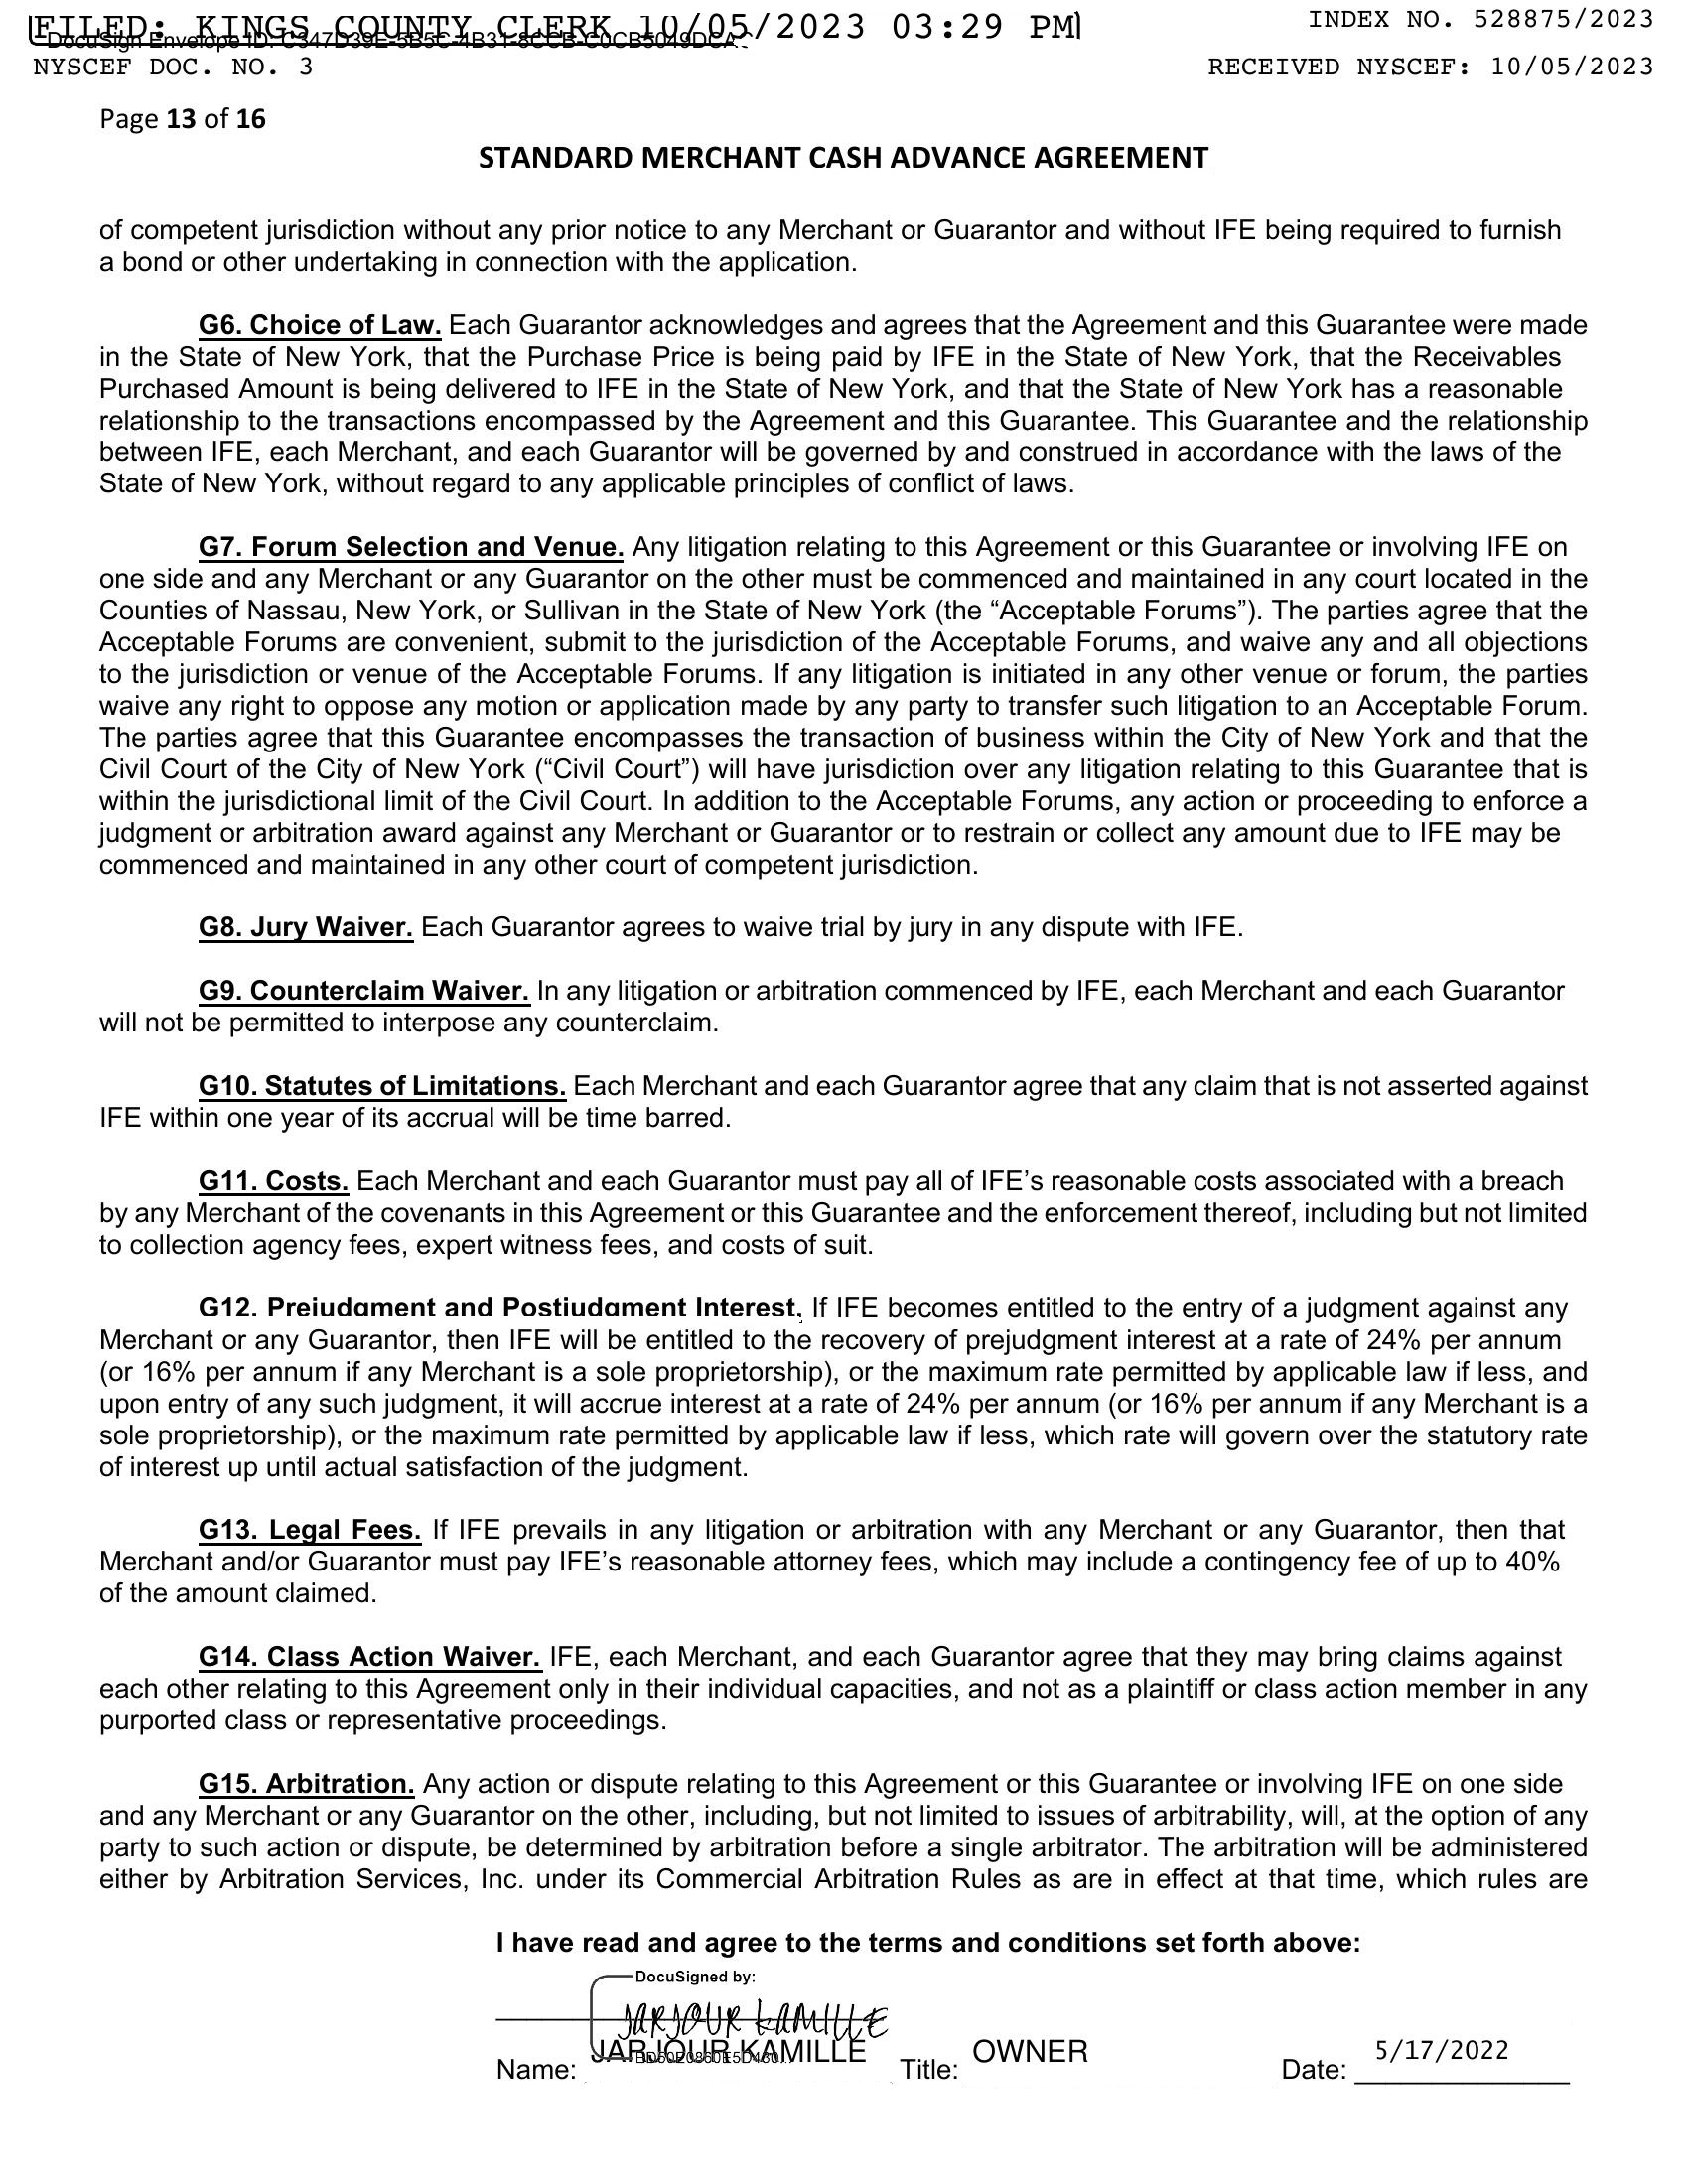 FILED: KINGS COUNTY CLERK 10/05/2023 03:29 PM
INDEX NO. 528875/2023
DocuSign Envelope ID: C347D39E-5B5C-4B31-8CCB-C0CB5049DCA
NYSCEF DOC. NO. 3
RECEIVED NYSCEF: 10/05/2023
Page 13 of 16
STANDARD MERCHANT CASH ADVANCE AGREEMENT
of competent jurisdiction without any prior notice to any Merchant or Guarantor and without IFE being required to furnish
a bond or other undertaking in connection with the application.
G6. Choice of Law. Each Guarantor acknowledges and agrees that the Agreement and this Guarantee were made
in the State of New York, that the Purchase Price is being paid by IFE in the State of New York, that the Receivables
Purchased Amount is being delivered to IFE in the State of New York, and that the State of New York has a reasonable
relationship to the transactions encompassed by the Agreement and this Guarantee. This Guarantee and the relationship
between IFE, each Merchant, and each Guarantor will be governed by and construed in accordance with the laws of the
State of New York, without regard to any applicable principles of conflict of laws.
G7. Forum Selection and Venue. Any litigation relating to this Agreement or this Guarantee or involving IFE on
one side and any Merchant or any Guarantor on the other must be commenced and maintained in any court located in the
Counties of Nassau, New York, or Sullivan in the State of New York (the “Acceptable Forums”). The parties agree that the
Acceptable Forums are convenient, submit to the jurisdiction of the Acceptable Forums, and waive any and all objections
to the jurisdiction or venue of the Acceptable Forums. If any litigation is initiated in any other venue or forum, the parties
waive any right to oppose any motion or application made by any party to transfer such litigation to an Acceptable Forum.
The parties agree that this Guarantee encompasses the transaction of business within the City of New York and that the
Civil Court of the City of New York (“Civil Court”) will have jurisdiction over any litigation relating to this Guarantee that is
within the jurisdictional limit of the Civil Court. In addition to the Acceptable Forums, any action or proceeding to enforce a
judgment or arbitration award against any Merchant or Guarantor or to restrain or collect any amount due to IFE may be
commenced and maintained in any other court of competent jurisdiction.
G8. Jury Waiver. Each Guarantor agrees to waive trial by jury in any dispute with IFE.
G9. Counterclaim Waiver. In any litigation or arbitration commenced by IFE, each Merchant and each Guarantor
will not be permitted to interpose any counterclaim.
G10. Statutes of Limitations. Each Merchant and each Guarantor agree that any claim that is not asserted against
IFE within one year of its accrual will be time barred.
G11. Costs. Each Merchant and each Guarantor must pay all of IFE’s reasonable costs associated with a breach
by any Merchant of the covenants in this Agreement or this Guarantee and the enforcement thereof, including but not limited
to collection agency fees, expert witness fees, and costs of suit.
G12. Prejudgment and Postjudgment Interest. If IFE becomes entitled to the entry of a judgment against any
Merchant or any Guarantor, then IFE will be entitled to the recovery of prejudgment interest at a rate of 24% per annum
(or 16% per annum if any Merchant is a sole proprietorship), or the maximum rate permitted by applicable law if less, and
upon entry of any such judgment, it will accrue interest at a rate of 24% per annum (or 16% per annum if any Merchant is a
sole proprietorship), or the maximum rate permitted by applicable law if less, which rate will govern over the statutory rate
of interest up until actual satisfaction of the judgment.
G13. Legal Fees. If IFE prevails in any litigation or arbitration with any Merchant or any Guarantor, then that
Merchant and/or Guarantor must pay IFE’s reasonable attorney fees, which may include a contingency fee of up to 40%
of the amount claimed.
G14. Class Action Waiver. IFE, each Merchant, and each Guarantor agree that they may bring claims against
each other relating to this Agreement only in their individual capacities, and not as a plaintiff or class action member in any
purported class or representative proceedings.
G15. Arbitration. Any action or dispute relating to this Agreement or this Guarantee or involving IFE on one side
and any Merchant or any Guarantor on the other, including, but not limited to issues of arbitrability, will, at the option of any
party to such action or dispute, be determined by arbitration before a single arbitrator. The arbitration will be administered
either by Arbitration Services, Inc. under its Commercial Arbitration Rules as are in effect at that time, which rules are
I have read and agree to the terms and conditions set forth above:
DocuSigned by:
JARJOUR KAMILLE
Name: JARJOUR KAMILLE Title: OWNER Date: 5/17/2022